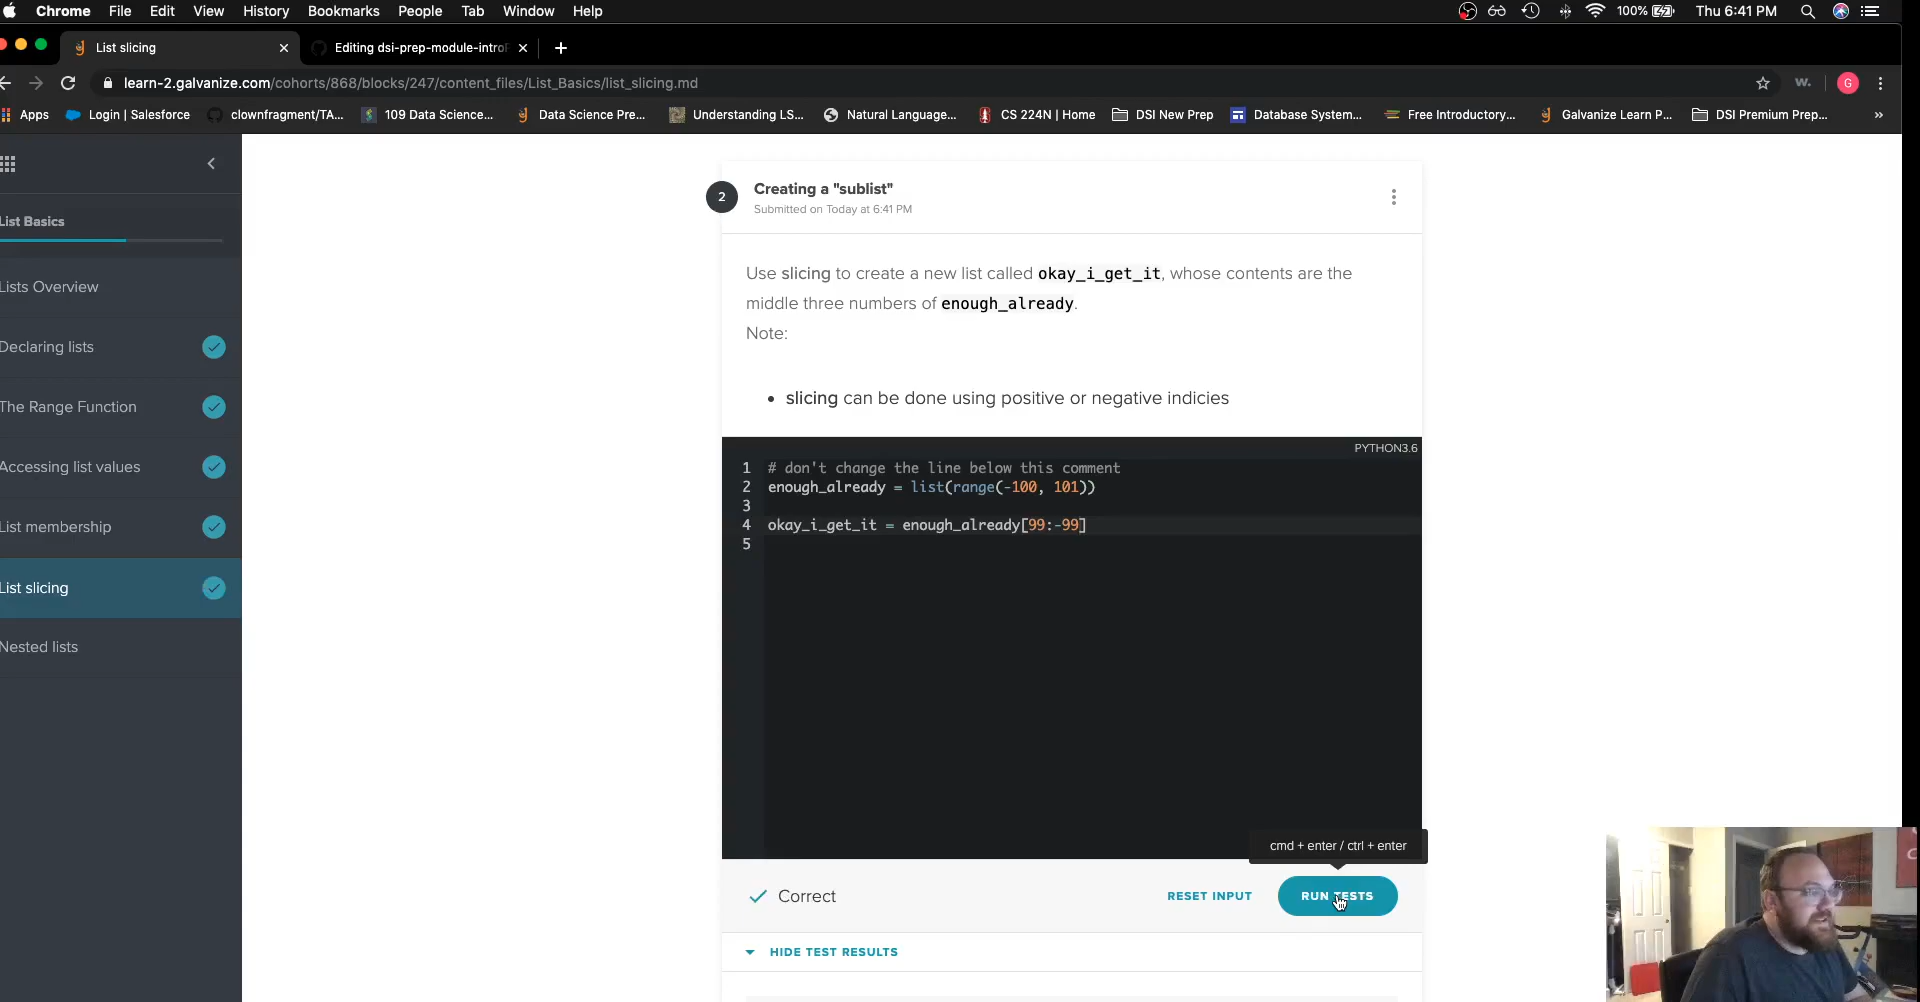 Chrome File Edit View History Bookmarks People Tab Window Help 100% Thu 6:41 PM
List slicing Editing dsi-prep-module-introP
learn-2.galvanize.com/cohorts/868/blocks/247/content_files/List_Basics/list_slicing.md W. G
Apps Login | Salesforce clownfragment/TA... 109 Data Science... Data Science Pre... Understanding LS... Natural Language... CS 224N | Home DSI New Prep Database System... Free Introductory... Galvanize Learn P... DSI Premium Prep... »
List Basics
Lists Overview
Declaring lists
The Range Function
Accessing list values
List membership
List slicing
Nested lists
2 Creating a "sublist"
Submitted on Today at 6:41 PM
Use slicing to create a new list called okay_i_get_it, whose contents are the
middle three numbers of enough_already.
Note:
• slicing can be done using positive or negative indicies
PYTHON3.6
1 # don't change the line below this comment
2 enough_already = list(range(-100, 101))
3
4 okay_i_get_it = enough_already[99:-99]
5
cmd + enter / ctrl + enter
Correct RESET INPUT RUN TESTS
HIDE TEST RESULTS